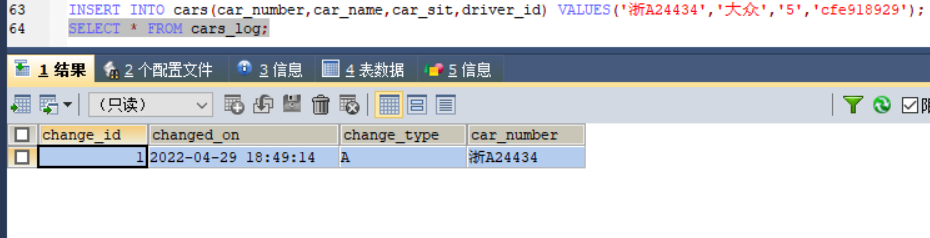 63 INSERT INTO cars(car_number,car_name,car_sit,driver_id) VALUES('浙A24434','大众','5','cfe918929');
64 SELECT * FROM cars_log;
1 结果 2 个配置文件 3 信息 4 表数据 5 信息
（只读）
change_id changed_on change_type car_number
1 2022-04-29 18:49:14 A 浙A24434